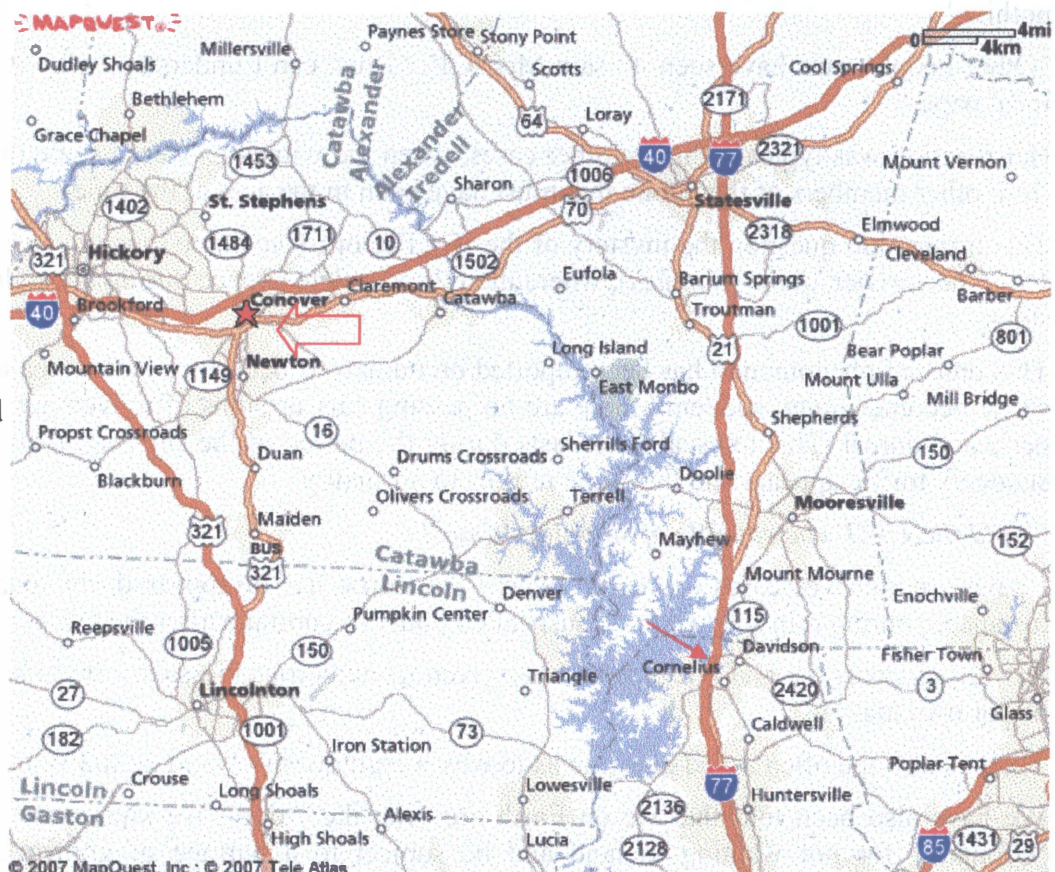 MAPQUEST
0 4mi
4km
Paynes Store
Stony Point
Millersville
Dudley Shoals
Scotts
Cool Springs
Bethlehem
Catawba
Alexander
2171
Grace Chapel
64
Loray
Alexander
Iredell
40
77
2321
1453
Mount Vernon
1006
Sharon
1402
St. Stephens
Statesville
70
1484
1711
10
2318
Elmwood
Hickory
1502
Cleveland
321
Eufola
Barium Springs
Claremont
Conover
Catawba
Barber
40
Brookford
Troutman
1001
801
Long Island
21
Bear Poplar
Mountain View
1149
Newton
East Monbo
Mount Ulla
Mill Bridge
16
Shepherds
Propst Crossroads
Duan
Drums Crossroads
Sherrills Ford
150
Blackburn
Doolie
Olivers Crossroads
Terrell
Mooresville
Maiden
321
Mayhew
152
BUS
321
Catawba
Lincoln
Mount Mourne
Denver
Enochville
Pumpkin Center
115
Reepsville
1005
150
Davidson
Fisher Town
Cornelius
Triangle
27
Lincolnton
2420
3
Glass
182
1001
73
Caldwell
Iron Station
Poplar Tent
Crouse
Lincoln
Gaston
Long Shoals
Lowesville
77
2136
Huntersville
Alexis
High Shoals
Lucia
2128
85
1431
29
© 2007 MapQuest, Inc ; © 2007 Tele Atlas